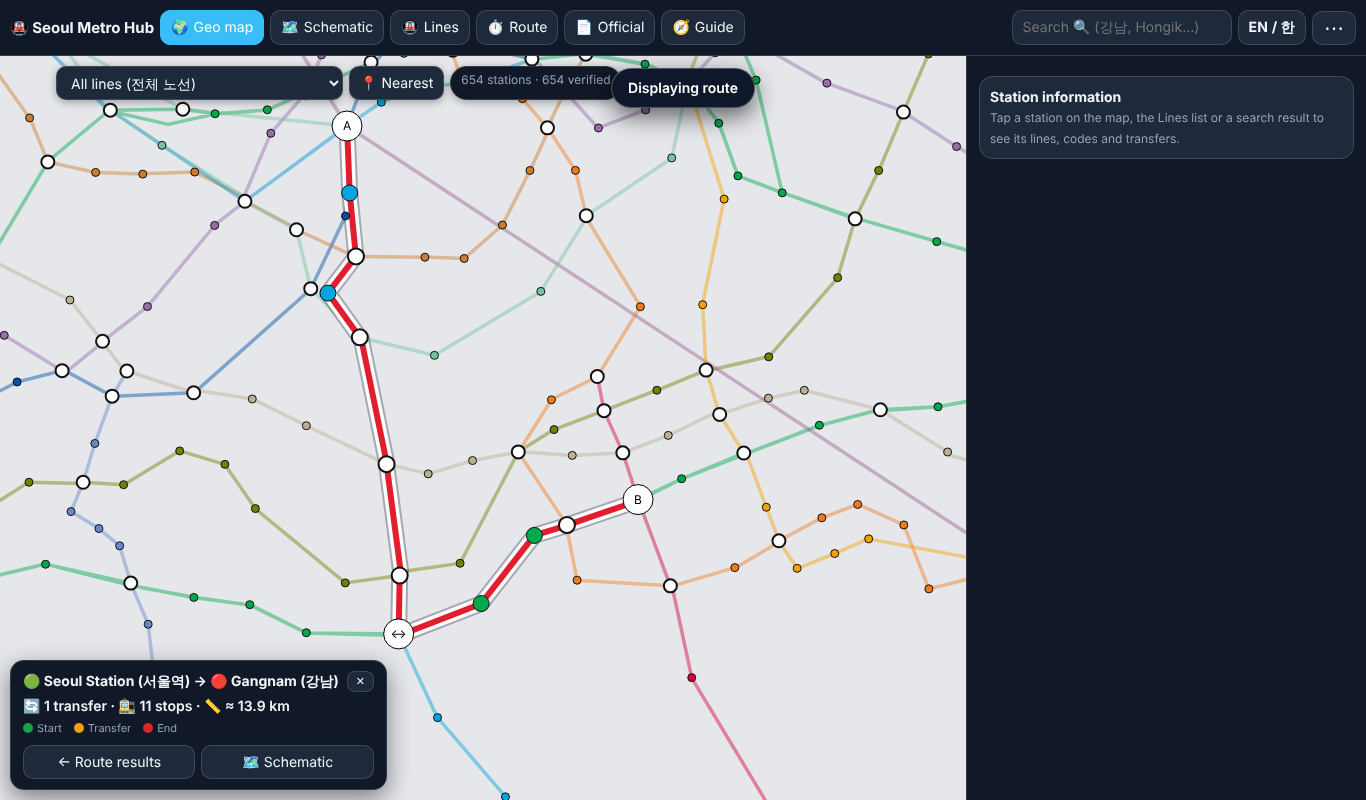 Seoul Metro Hub
Geo map
Schematic
Lines
Route
Official
Guide
Search 🔍 (강남, Hongik...)
EN / 한
⋯
All lines (전체 노선)
📍 Nearest
654 stations · 654 verified
Displaying route
Station information
Tap a station on the map, the Lines list or a search result to
see its lines, codes and transfers.
A
B
↔
🟢 Seoul Station (서울역) → 🔴 Gangnam (강남)
✕
🔄 1 transfer · 🚉 11 stops · 📏 ≈ 13.9 km
Start
Transfer
End
← Route results
🗺️ Schematic